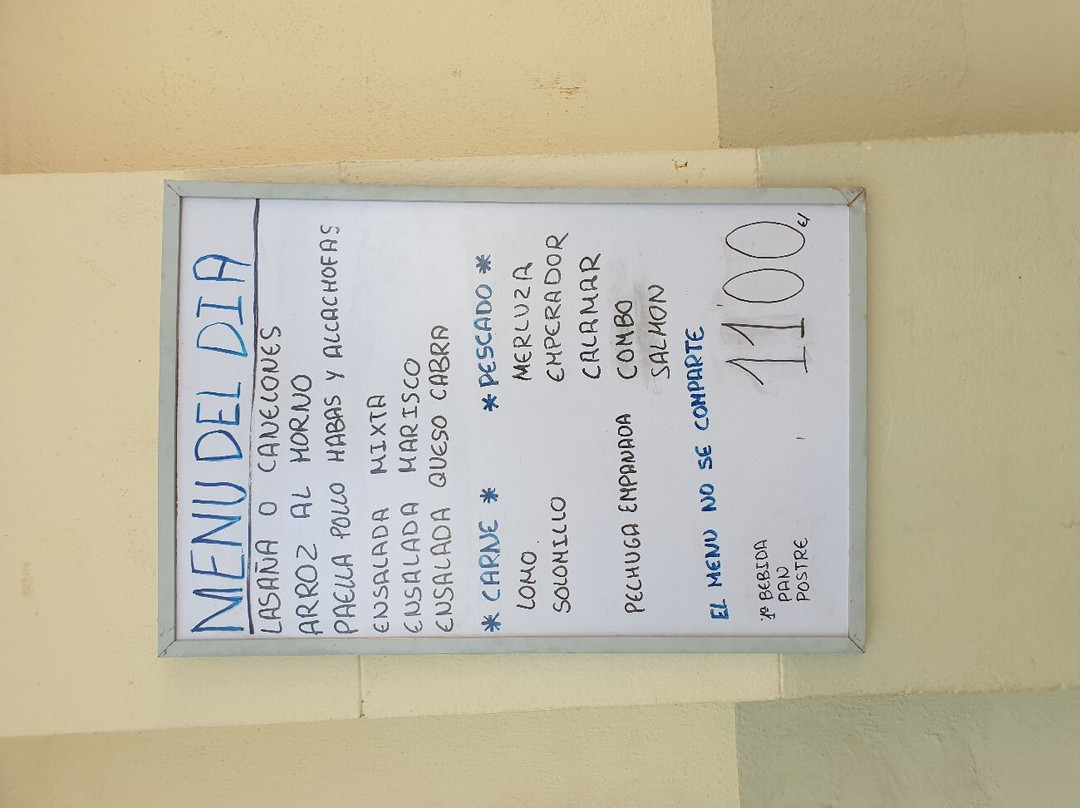 MENU DEL DIA
LASAÑA O CANELONES
ARROZ AL HORNO
PAELLA POLLO HABAS Y ALCACHOFAS
ENSALADA MIXTA
ENSALADA MARISCO
ENSALADA QUESO CABRA
* CARNE * * PESCADO *
LOMO MERLUZA
SOLOMILLO EMPERADOR
CALAMAR
PECHUGA EMPANADA COMBO
SALMON
EL MENU NO SE COMPARTE
1ª BEBIDA
PAN
POSTRE
11'00 €